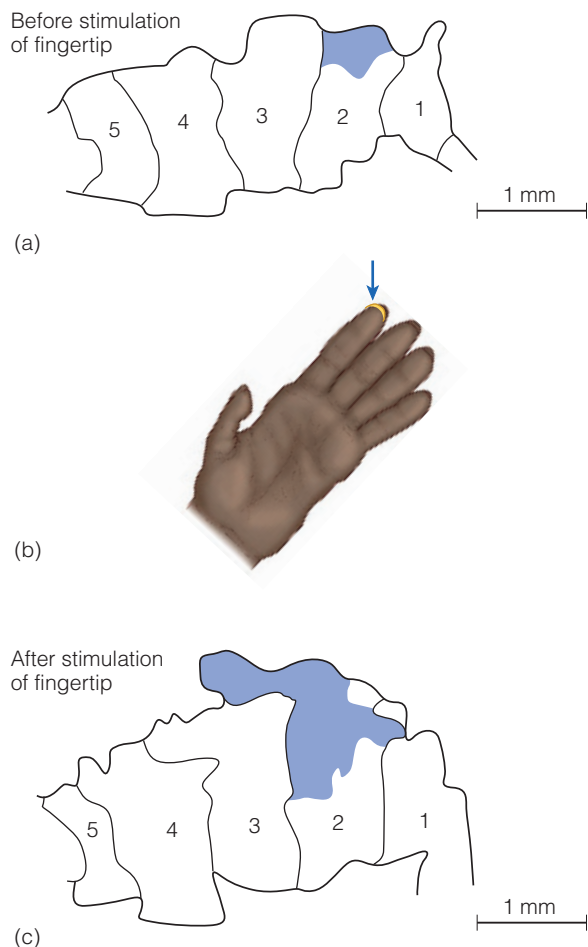 Before stimulation
of fingertip
5
4
3
2
1
1 mm
(a)
(b)
After stimulation
of fingertip
5
4
3
2
1
1 mm
(c)